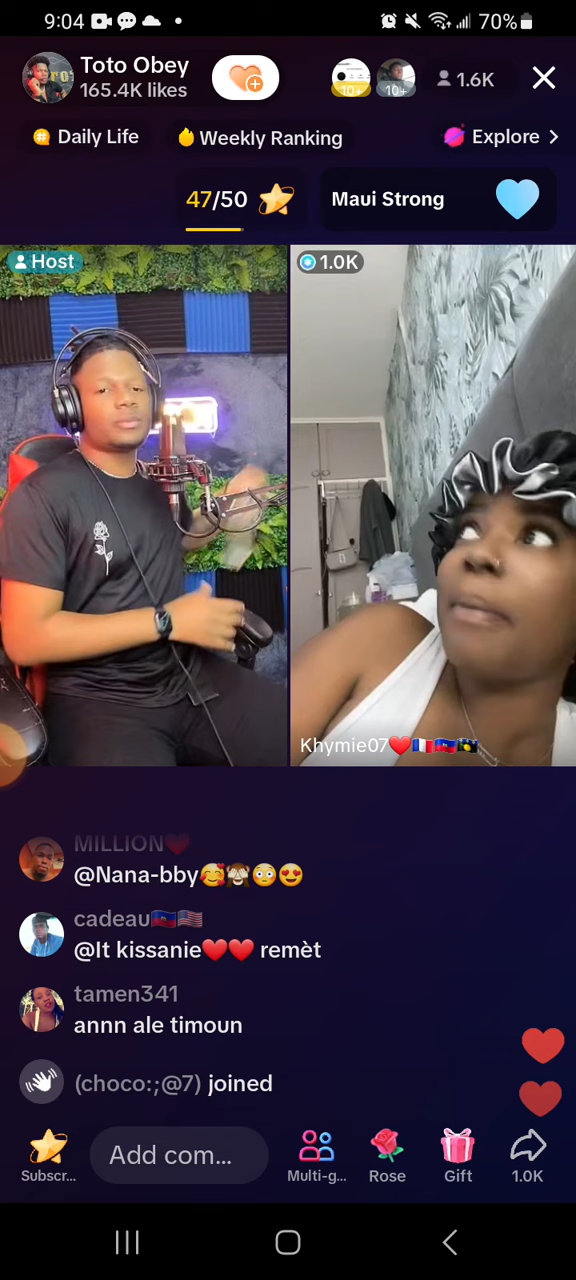 9:04
70%
Toto Obey
165.4K likes
10+
10+
1.6K
Daily Life
Weekly Ranking
Explore
47/50
Maui Strong
Host
1.0K
Khymie07❤️🇫🇷🇭🇹🇬🇵
MILLION❤️
@Nana-bby🥰🙈😳😍
cadeau🇭🇹🇺🇸
@It kissanie❤️❤️ remèt
tamen341
annn ale timoun
(choco:;@7) joined
Add com...
Subscr...
Multi-g...
Rose
Gift
1.0K